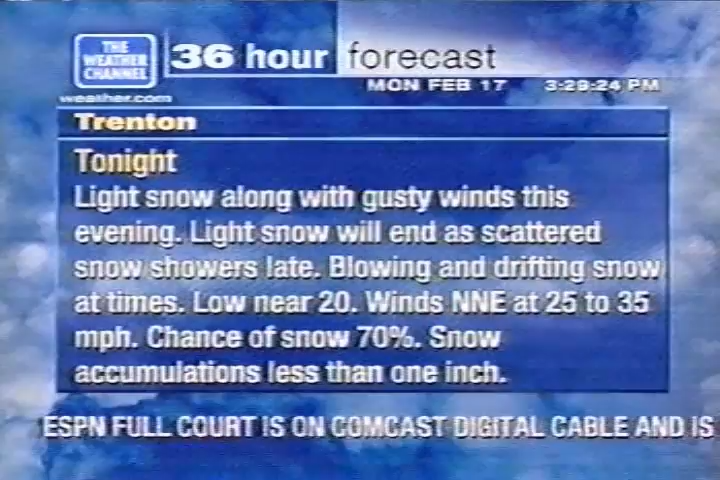 THE
WEATHER
CHANNEL
36 hour forecast
MON FEB 17 3:29:24 PM
weather.com
Trenton
Tonight
Light snow along with gusty winds this
evening. Light snow will end as scattered
snow showers late. Blowing and drifting snow
at times. Low near 20. Winds NNE at 25 to 35
mph. Chance of snow 70%. Snow
accumulations less than one inch.
ESPN FULL COURT IS ON COMCAST DIGITAL CABLE AND IS